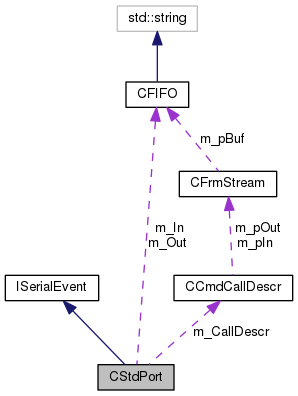 std::string
CFIFO
m_pBuf
CFrmStream
m_In
m_Out
m_pOut
m_pIn
ISerialEvent
CCmdCallDescr
m_CallDescr
CStdPort